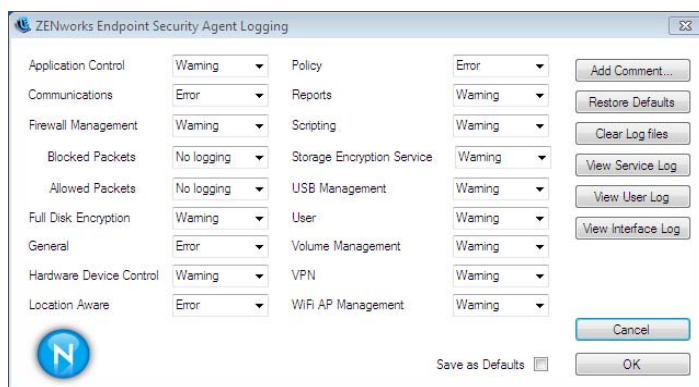 ZENworks Endpoint Security Agent Logging
Application Control Warning Policy Error Add Comment...
Communications Error Reports Warning Restore Defaults
Firewall Management Warning Scripting Warning Clear Log files
Blocked Packets No logging Storage Encryption Service Warning View Service Log
Allowed Packets No logging USB Management Warning View User Log
Full Disk Encryption Warning User Warning View Interface Log
General Error Volume Management Warning
Hardware Device Control Warning VPN Warning
Location Aware Error WiFi AP Management Warning
Cancel
N
Save as Defaults OK